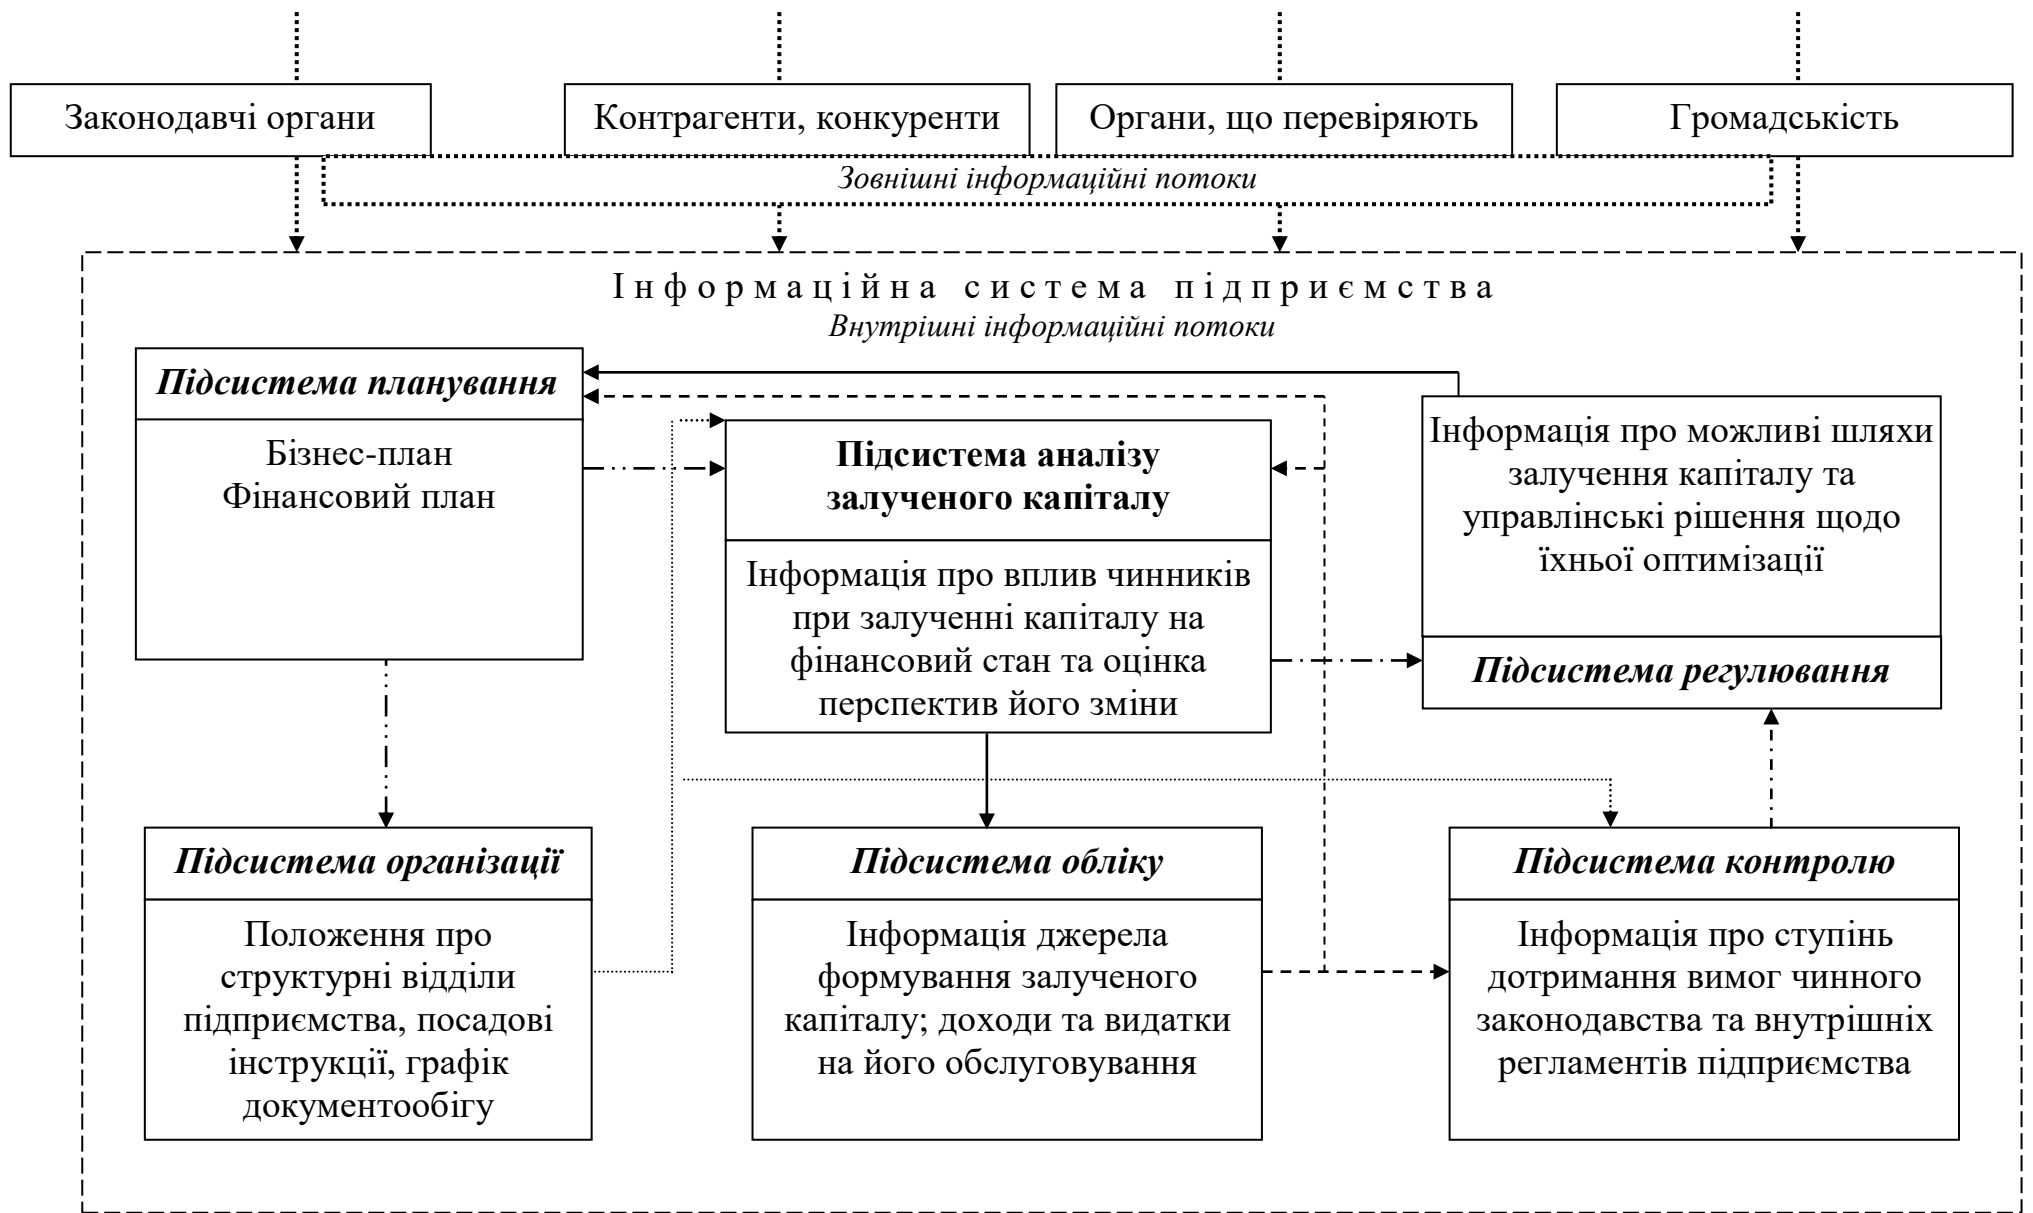 Законодавчі органи
Контрагенти, конкуренти
Органи, що перевіряють
Громадськість
Зовнішні інформаційні потоки
Інформаційна система підприємства
Внутрішні інформаційні потоки
Підсистема планування
Бізнес-план
Фінансовий план
Підсистема аналізу
залученого капіталу
Інформація про вплив чинників
при залученні капіталу на
фінансовий стан та оцінка
перспектив його зміни
Інформація про можливі шляхи
залучення капіталу та
управлінські рішення щодо
їхньої оптимізації
Підсистема регулювання
Підсистема організації
Положення про
структурні відділи
підприємства, посадові
інструкції, графік
документообігу
Підсистема обліку
Інформація джерела
формування залученого
капіталу; доходи та видатки
на його обслуговування
Підсистема контролю
Інформація про ступінь
дотримання вимог чинного
законодавства та внутрішніх
регламентів підприємства